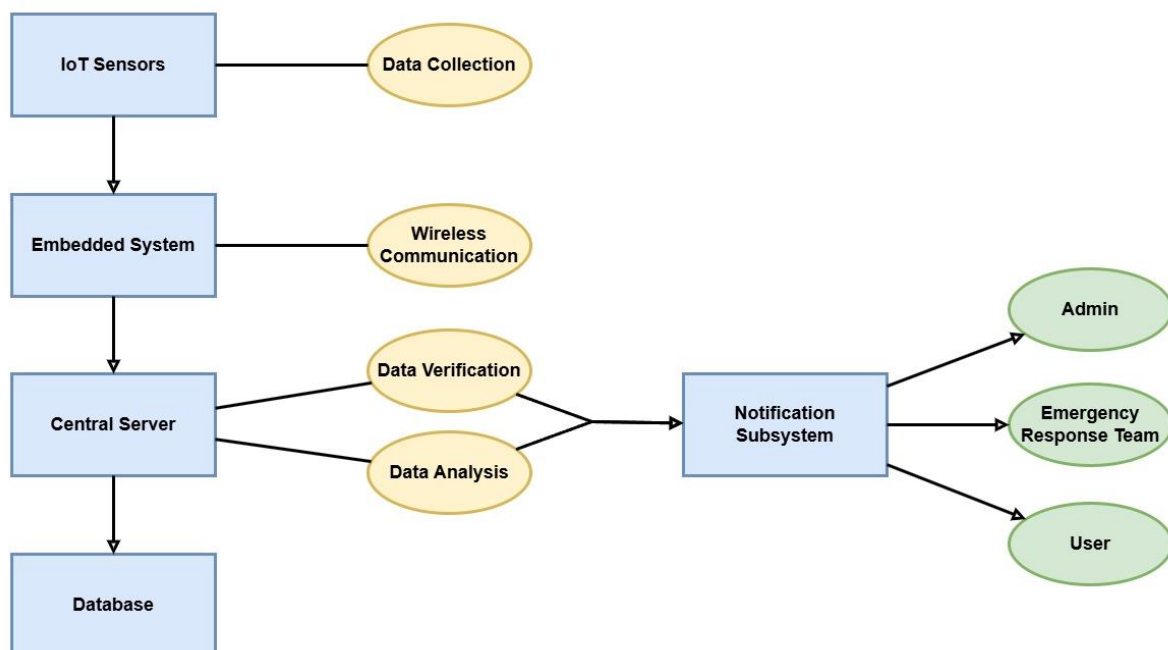 IoT Sensors
Data Collection
Embedded System
Wireless
Communication
Admin
Data Verification
Central Server
Notification
Subsystem
Emergency
Response Team
Data Analysis
User
Database